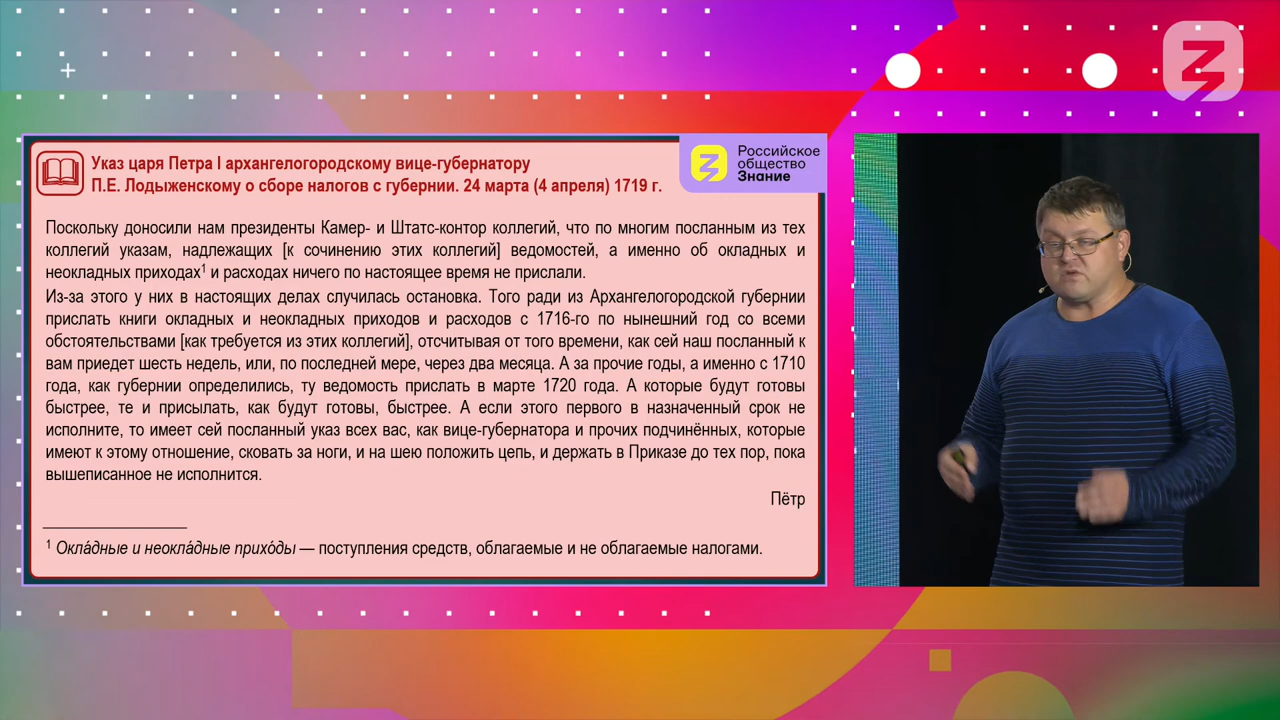 Указ царя Петра I архангелогородскому вице-губернатору
П.Е. Лодыженскому о сборе налогов с губернии. 24 марта (4 апреля) 1719 г.
Российское
общество
Знание
Поскольку доносили нам президенты Камер- и Штатс-контор коллегий, что по многим посланным из тех
коллегий указам, надлежащих [к сочинению этих коллегий] ведомостей, а именно об окладных и
неокладных приходах¹ и расходах ничего по настоящее время не прислали.
Из-за этого у них в настоящих делах случилась остановка. Того ради из Архангелогородской губернии
прислать книги окладных и неокладных приходов и расходов с 1716-го по нынешний год со всеми
обстоятельствами [как требуется из этих коллегий], отсчитывая от того времени, как сей наш посланный к
вам приедет шесть недель, или, по последней мере, через два месяца. А за прочие годы, а именно с 1710
года, как губернии определились, ту ведомость прислать в марте 1720 года. А которые будут готовы
быстрее, те и присылать, как будут готовы, быстрее. А если этого первого в назначенный срок не
исполните, то имеет сей посланный указ всех вас, как вице-губернатора и прочих подчинённых, которые
имеют к этому отношение, сковать за ноги, и на шею положить цепь, и держать в Приказе до тех пор, пока
вышеписанное не исполнится.
Пётр
¹ Окла́дные и неокла́дные прихо́ды — поступления средств, облагаемые и не облагаемые налогами.